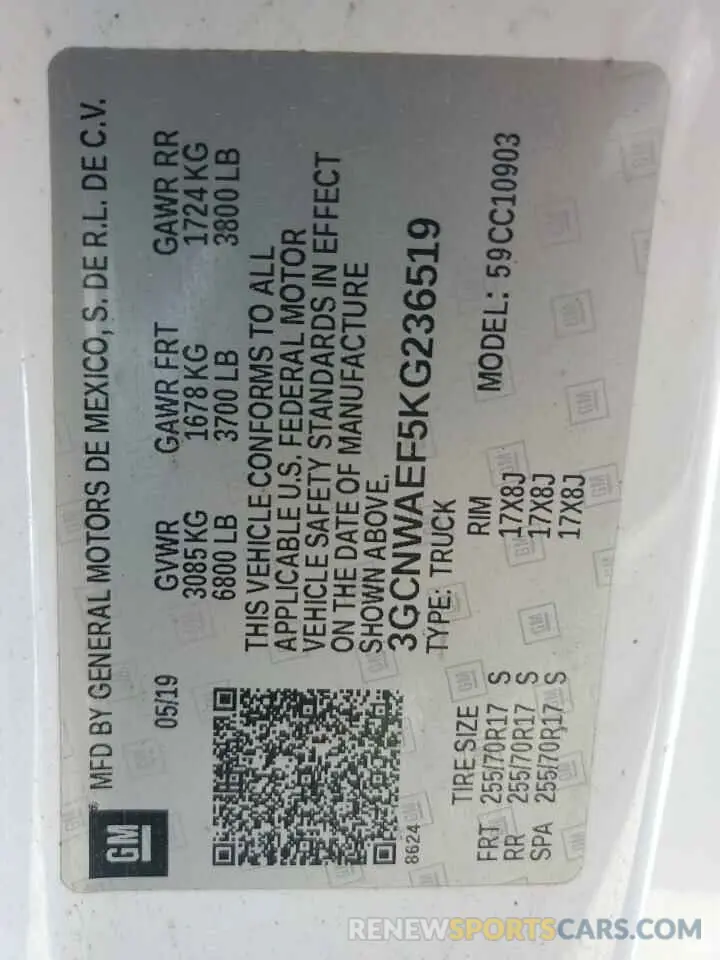 GM
MFD BY GENERAL MOTORS DE MEXICO, S. DE R.L. DE C.V.
05/19 GVWR GAWR FRT GAWR RR
3085 KG 1678 KG 1724 KG
6800 LB 3700 LB 3800 LB
THIS VEHICLE CONFORMS TO ALL
APPLICABLE U.S. FEDERAL MOTOR
VEHICLE SAFETY STANDARDS IN EFFECT
ON THE DATE OF MANUFACTURE
SHOWN ABOVE.
3GCNWAEF5KG236519
8624 TYPE: TRUCK
TIRE SIZE RIM MODEL: 59CC10903
FRT 255/70R17 S 17X8J
RR 255/70R17 S 17X8J
SPA 255/70R17 S 17X8J
RENEWSPORTSCARS.COM